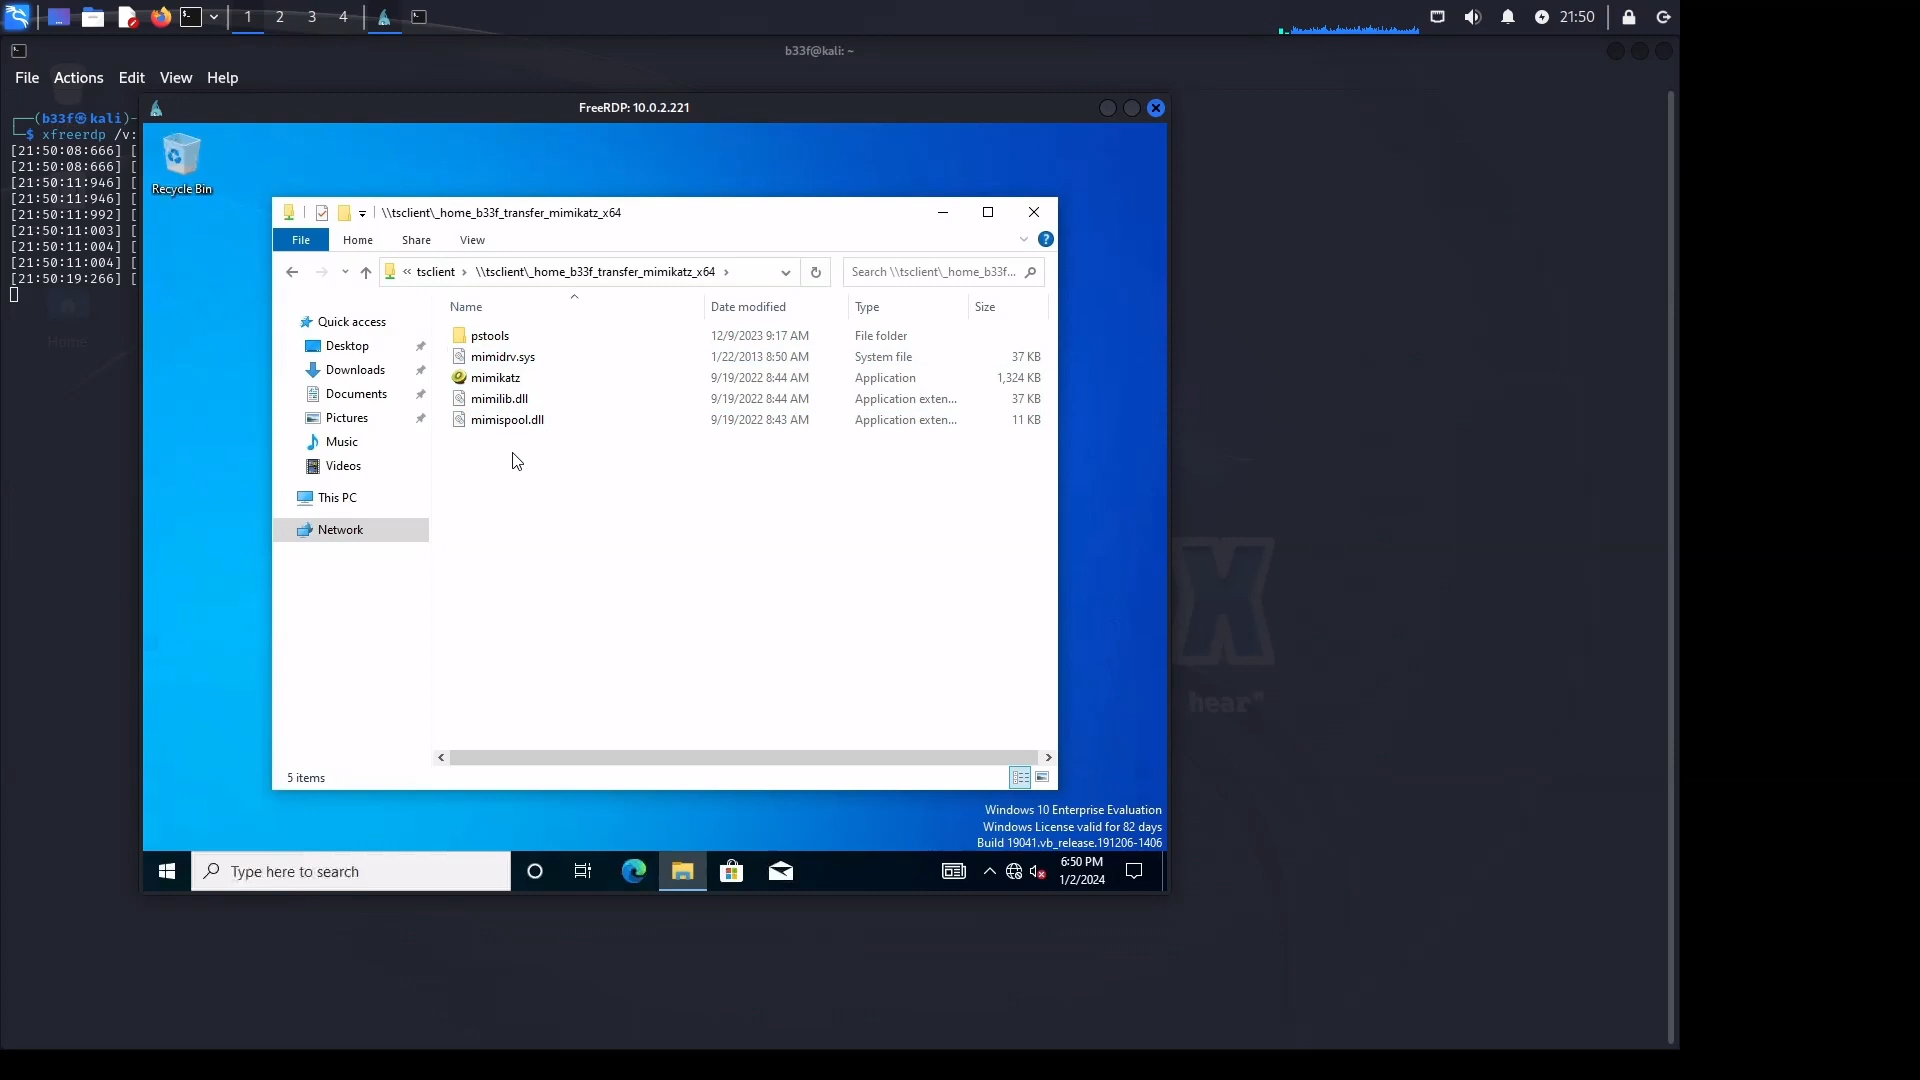 1 2 3 4
21:50
b33f@kali: ~
File Actions Edit View Help
FreeRDP: 10.0.2.221
┌──(b33f㉿kali)-
└─$ xfreerdp /v:
[21:50:08:666] [
[21:50:08:666] [
[21:50:11:946] [
[21:50:11:946] [
[21:50:11:992] [
[21:50:11:003] [
[21:50:11:004] [
[21:50:11:004] [
[21:50:19:266] [
Home
Recycle Bin
\\tsclient\_home_b33f_transfer_mimikatz_x64
File Home Share View
« tsclient > \\tsclient\_home_b33f_transfer_mimikatz_x64 >
Search \\tsclient\_home_b33f...
Name Date modified Type Size
Quick access
Desktop
Downloads
Documents
Pictures
Music
Videos
This PC
Network
pstools 12/9/2023 9:17 AM File folder
mimidrv.sys 1/22/2013 8:50 AM System file 37 KB
mimikatz 9/19/2022 8:44 AM Application 1,324 KB
mimilib.dll 9/19/2022 8:44 AM Application exten... 37 KB
mimispool.dll 9/19/2022 8:43 AM Application exten... 11 KB
5 items
X
hear"
Windows 10 Enterprise Evaluation
Windows License valid for 82 days
Build 19041.vb_release.191206-1406
Type here to search
6:50 PM
1/2/2024